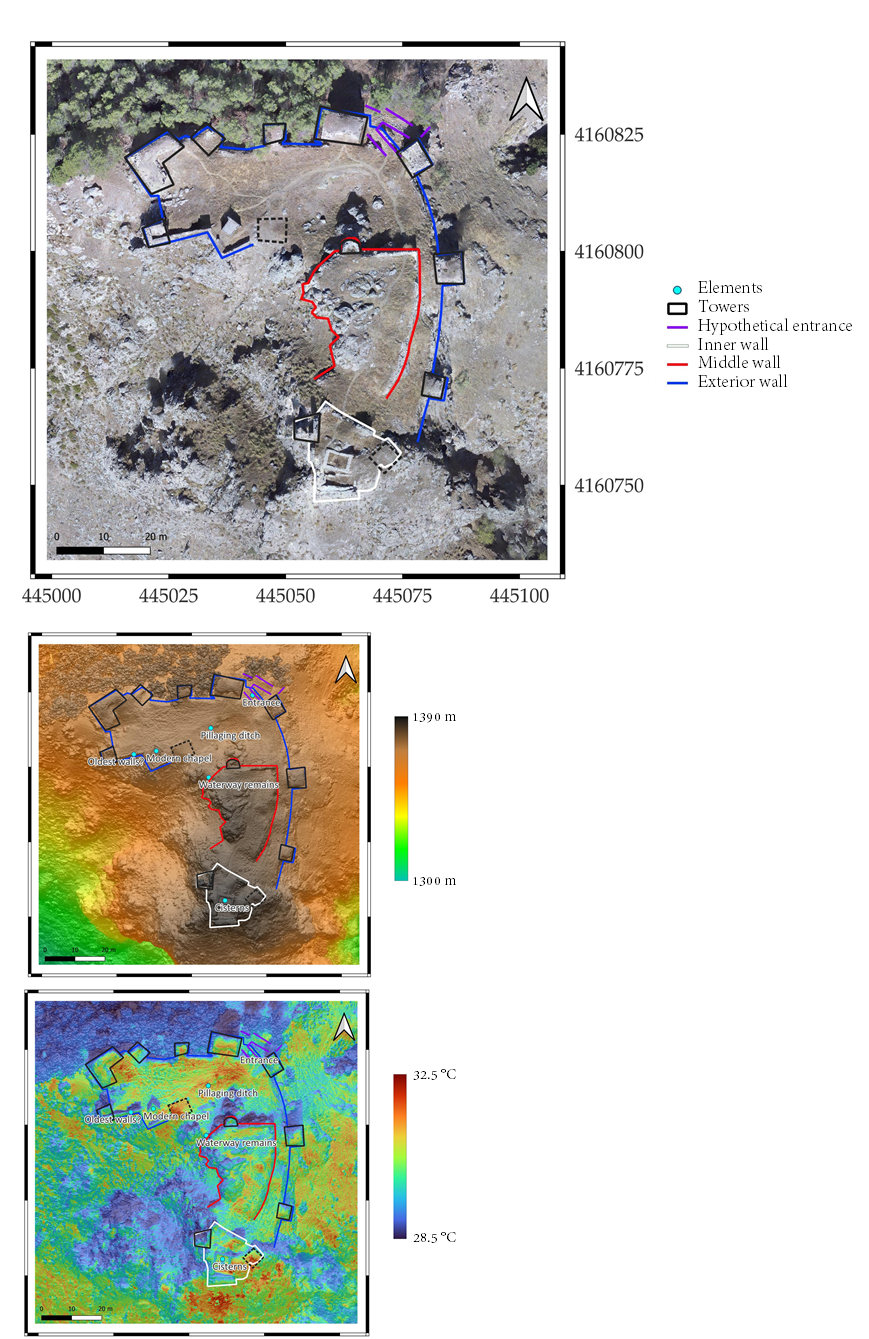 4160825
4160800
4160775
4160750
0 10 20 m
445000 445025 445050 445075 445100
Elements
Towers
Hypothetical entrance
Inner wall
Middle wall
Exterior wall
Entrance
Pillaging ditch
Oldest walls? Modern chapel
Waterway remains
Cisterns
0 10 20 m
1390 m
1300 m
Entrance
Pillaging ditch
Oldest walls? Modern chapel
Waterway remains
Cisterns
0 10 20 m
32.5 ºC
28.5 ºC